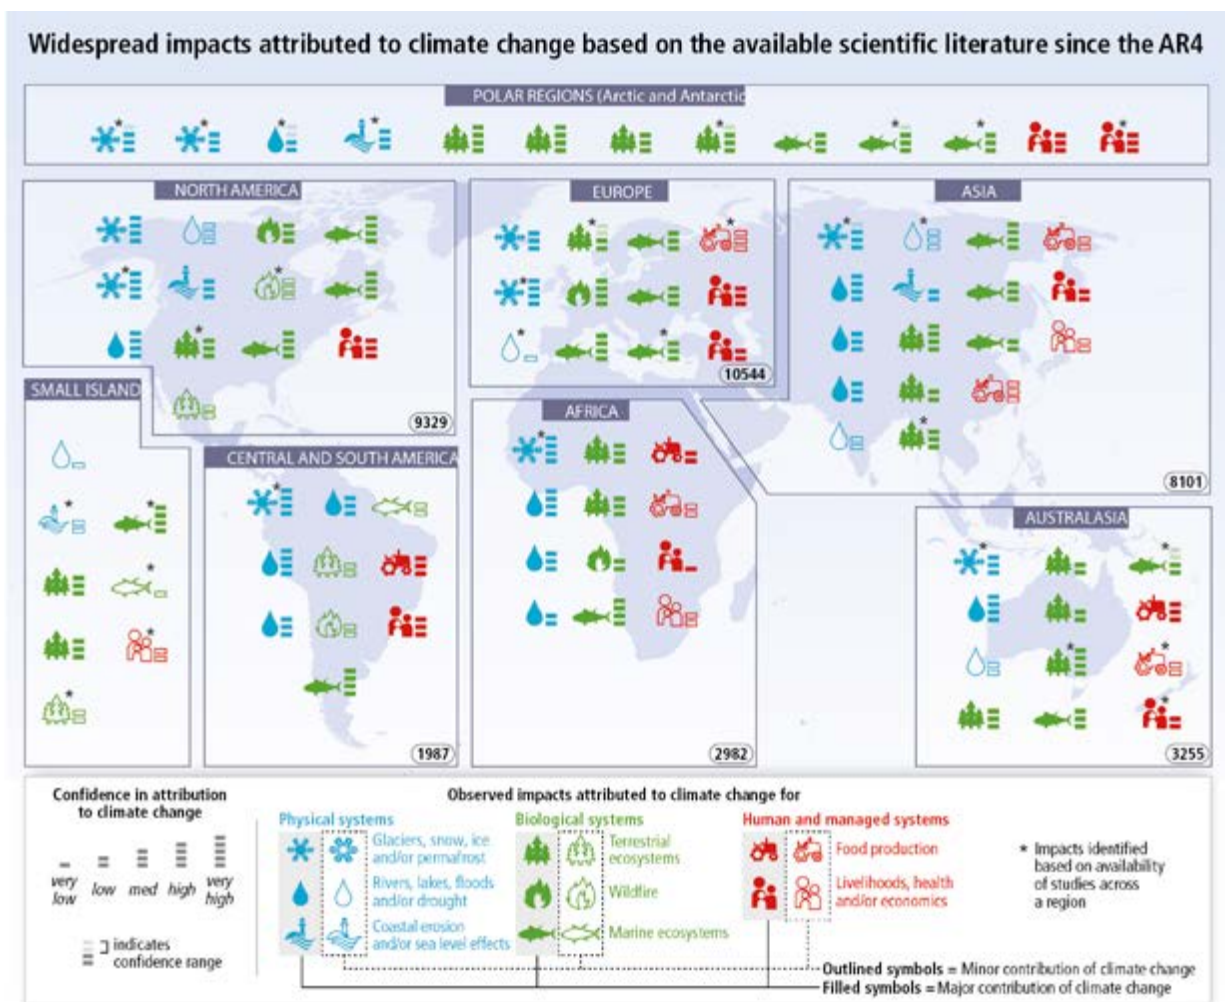 Widespread impacts attributed to climate change based on the available scientific literature since the AR4
POLAR REGIONS (Arctic and Antarctic
NORTH AMERICA
EUROPE
ASIA
10544
SMALL ISLAND
9329
AFRICA
CENTRAL AND SOUTH AMERICA
8101
AUSTRALASIA
1987
2982
3255
Confidence in attribution
to climate change
very low
low
med
high
very high
indicates
confidence range
Observed impacts attributed to climate change for
Physical systems
Glaciers, snow, ice
and/or permafrost
Rivers, lakes, floods
and/or drought
Coastal erosion
and/or sea level effects
Biological systems
Terrestrial
ecosystems
Wildfire
Marine ecosystems
Human and managed systems
Food production
Livelihoods, health
and/or economics
* Impacts identified
based on availability
of studies across
a region
Outlined symbols = Minor contribution of climate change
Filled symbols = Major contribution of climate change